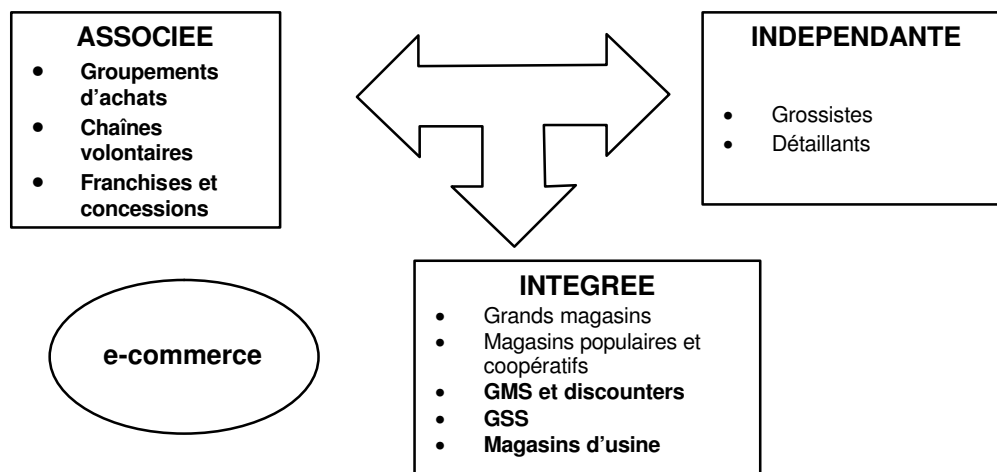 ASSOCIEE
• Groupements
d'achats
• Chaînes
volontaires
• Franchises et
concessions
INDEPENDANTE
• Grossistes
• Détaillants
INTÉGREE
• Grands magasins
• Magasins populaires et
coopératifs
• GMS et discounters
• GSS
• Magasins d'usine
e-commerce